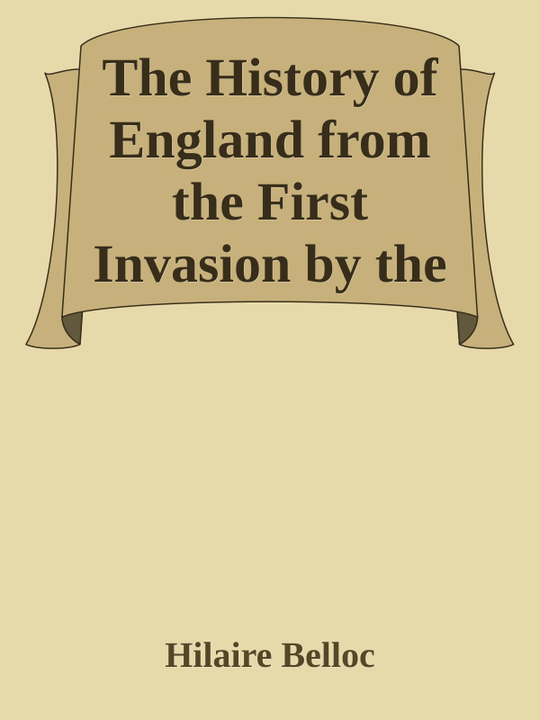 The History of
England from
the First
Invasion by the
Hilaire Belloc